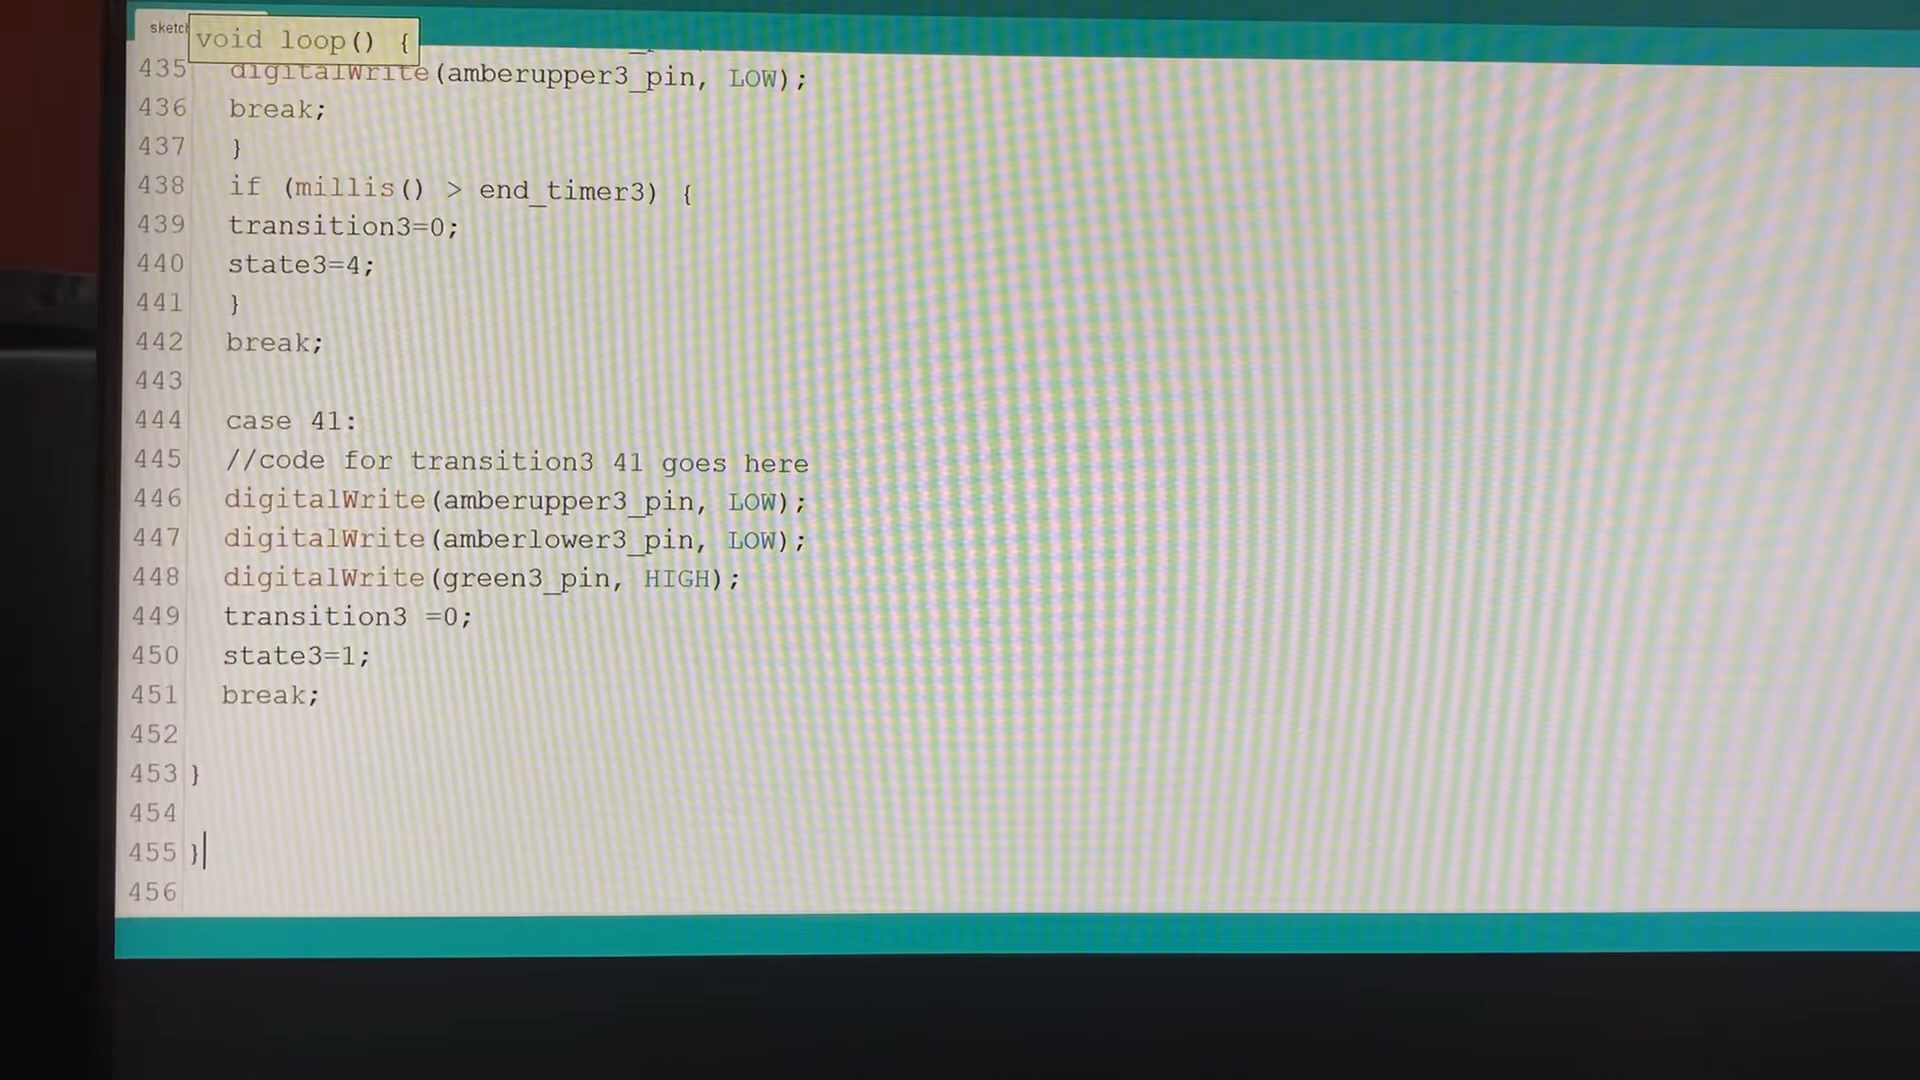 void loop() {
435 digitalWrite(amberupper3_pin, LOW);
436 break;
437 }
438 if (millis() > end_timer3) {
439 transition3=0;
440 state3=4;
441 }
442 break;
443
444 case 41:
445 //code for transition3 41 goes here
446 digitalWrite(amberupper3_pin, LOW);
447 digitalWrite(amberlower3_pin, LOW);
448 digitalWrite(green3_pin, HIGH);
449 transition3 =0;
450 state3=1;
451 break;
452
453 }
454
455 }
456